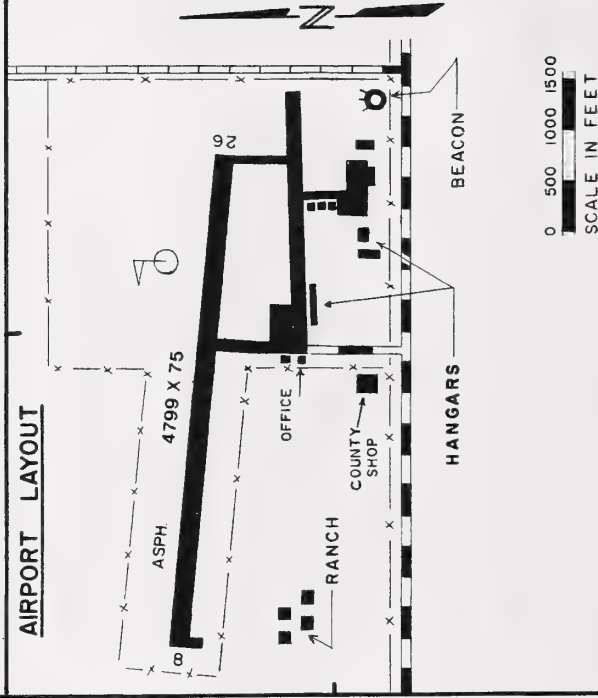 AIRPORT LAYOUT
N
26
4799 X 75
ASPH.
8
OFFICE
COUNTY
SHOP
RANCH
HANGARS
BEACON
0 500 1000 1500
SCALE IN FEET